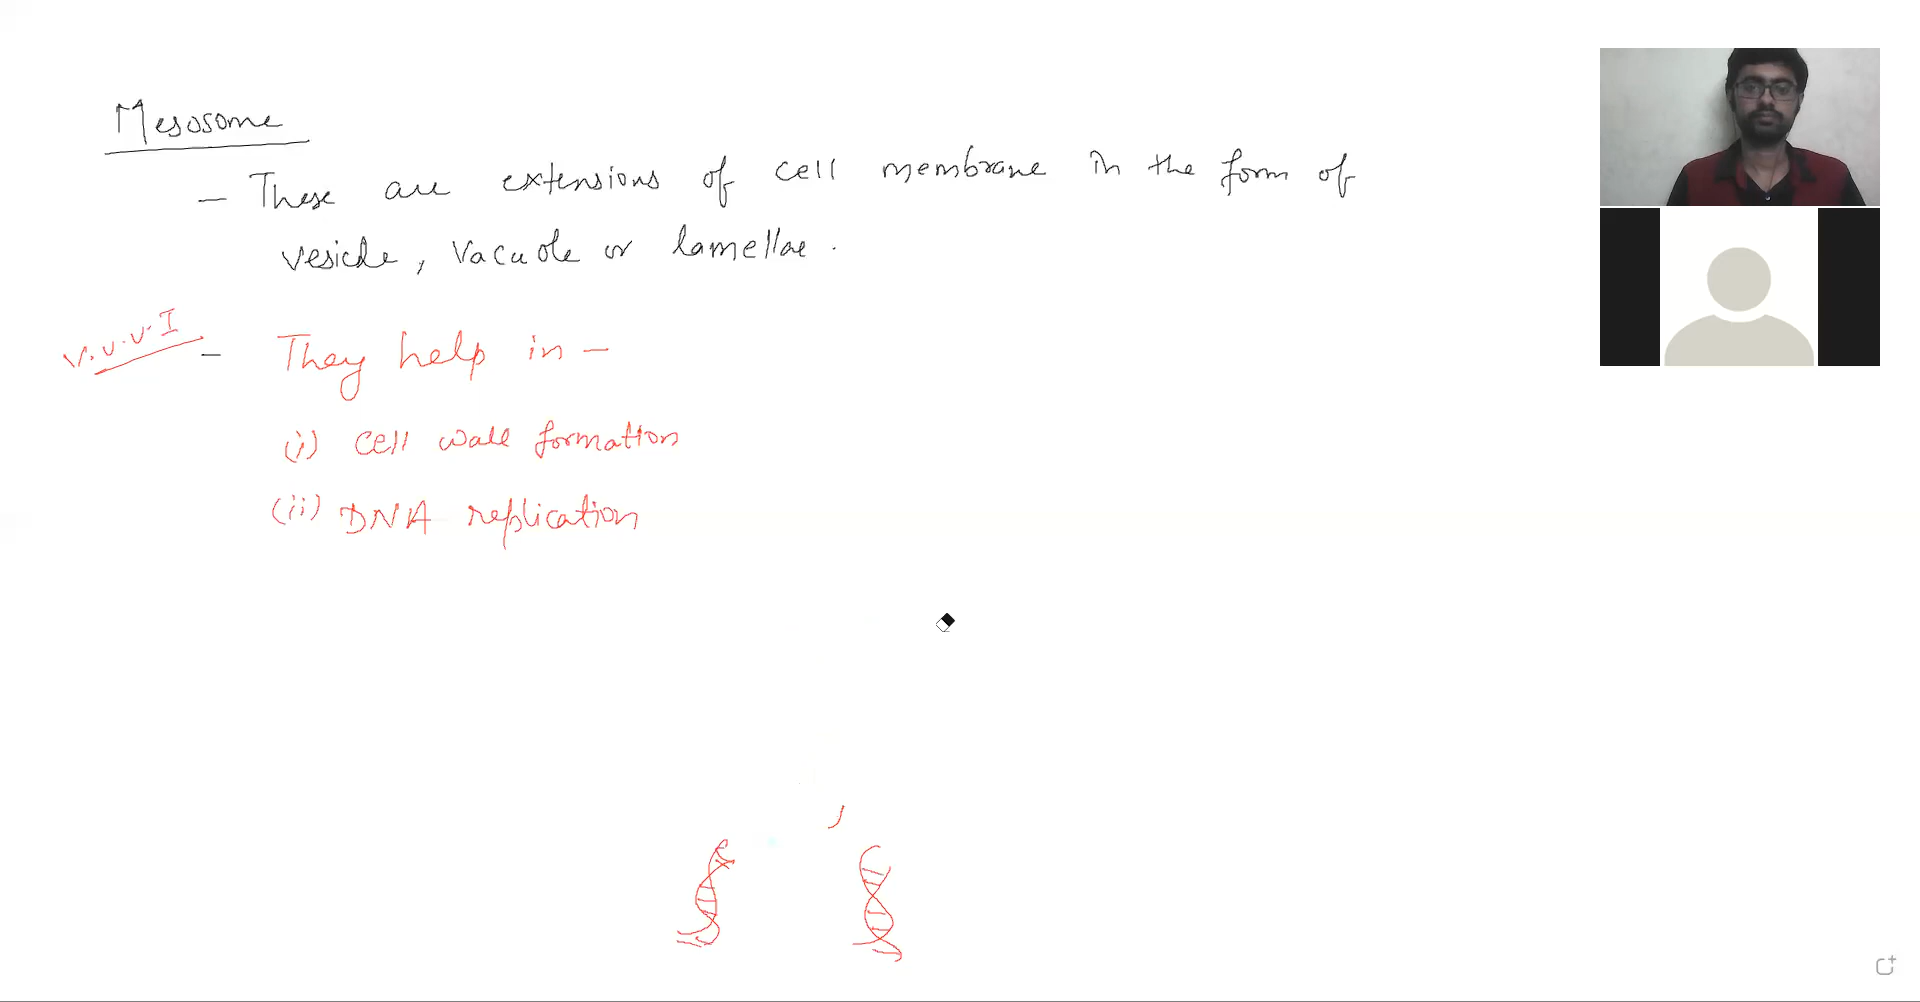 Mesosome
- These are extensions of cell membrane in the form of
vesicle, vacuole or lamellae.
V.V.V.I - They help in -
(i) cell wall formation
(ii) DNA replication